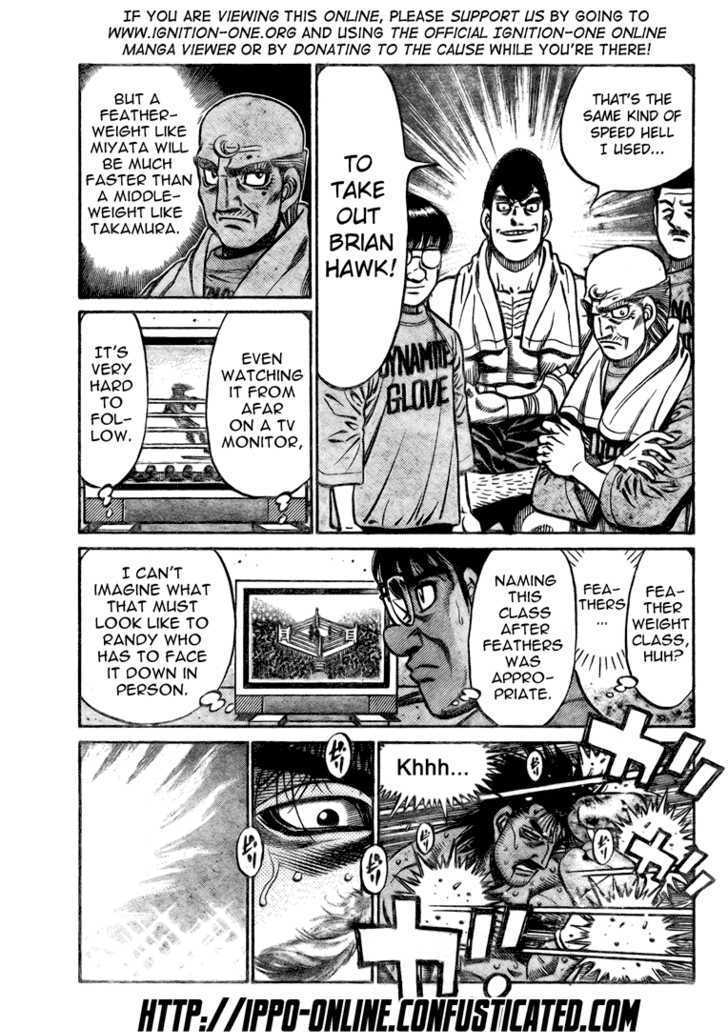 IF YOU ARE VIEWING THIS ONLINE, PLEASE SUPPORT US BY GOING TO
WWW.IGNITION-ONE.ORG AND USING THE OFFICIAL IGNITION-ONE ONLINE
MANGA VIEWER OR BY DONATING TO THE CAUSE WHILE YOU'RE THERE!
THAT'S THE
SAME KIND OF
SPEED HELL
I USED...
TO
TAKE
OUT
BRIAN
HAWK!
DYNAMITE
GLOVE
BUT A
FEATHER-
WEIGHT LIKE
MIYATA WILL
BE MUCH
FASTER THAN
A MIDDLE-
WEIGHT LIKE
TAKAMURA.
EVEN
WATCHING
IT FROM
AFAR
ON A TV
MONITOR,
IT'S
VERY
HARD
TO
FOL-
LOW.
FEA-
THER
WEIGHT
CLASS,
HUH?
FEA-
THERS
...
NAMING
THIS
CLASS
AFTER
FEATHERS
WAS
APPRO-
PRIATE.
I CAN'T
IMAGINE WHAT
THAT MUST
LOOK LIKE TO
RANDY WHO
HAS TO FACE
IT DOWN IN
PERSON.
Khhh...
ガガッ
ガッ
HTTP://IPPO-ONLINE.CONFUSTICATED.COM